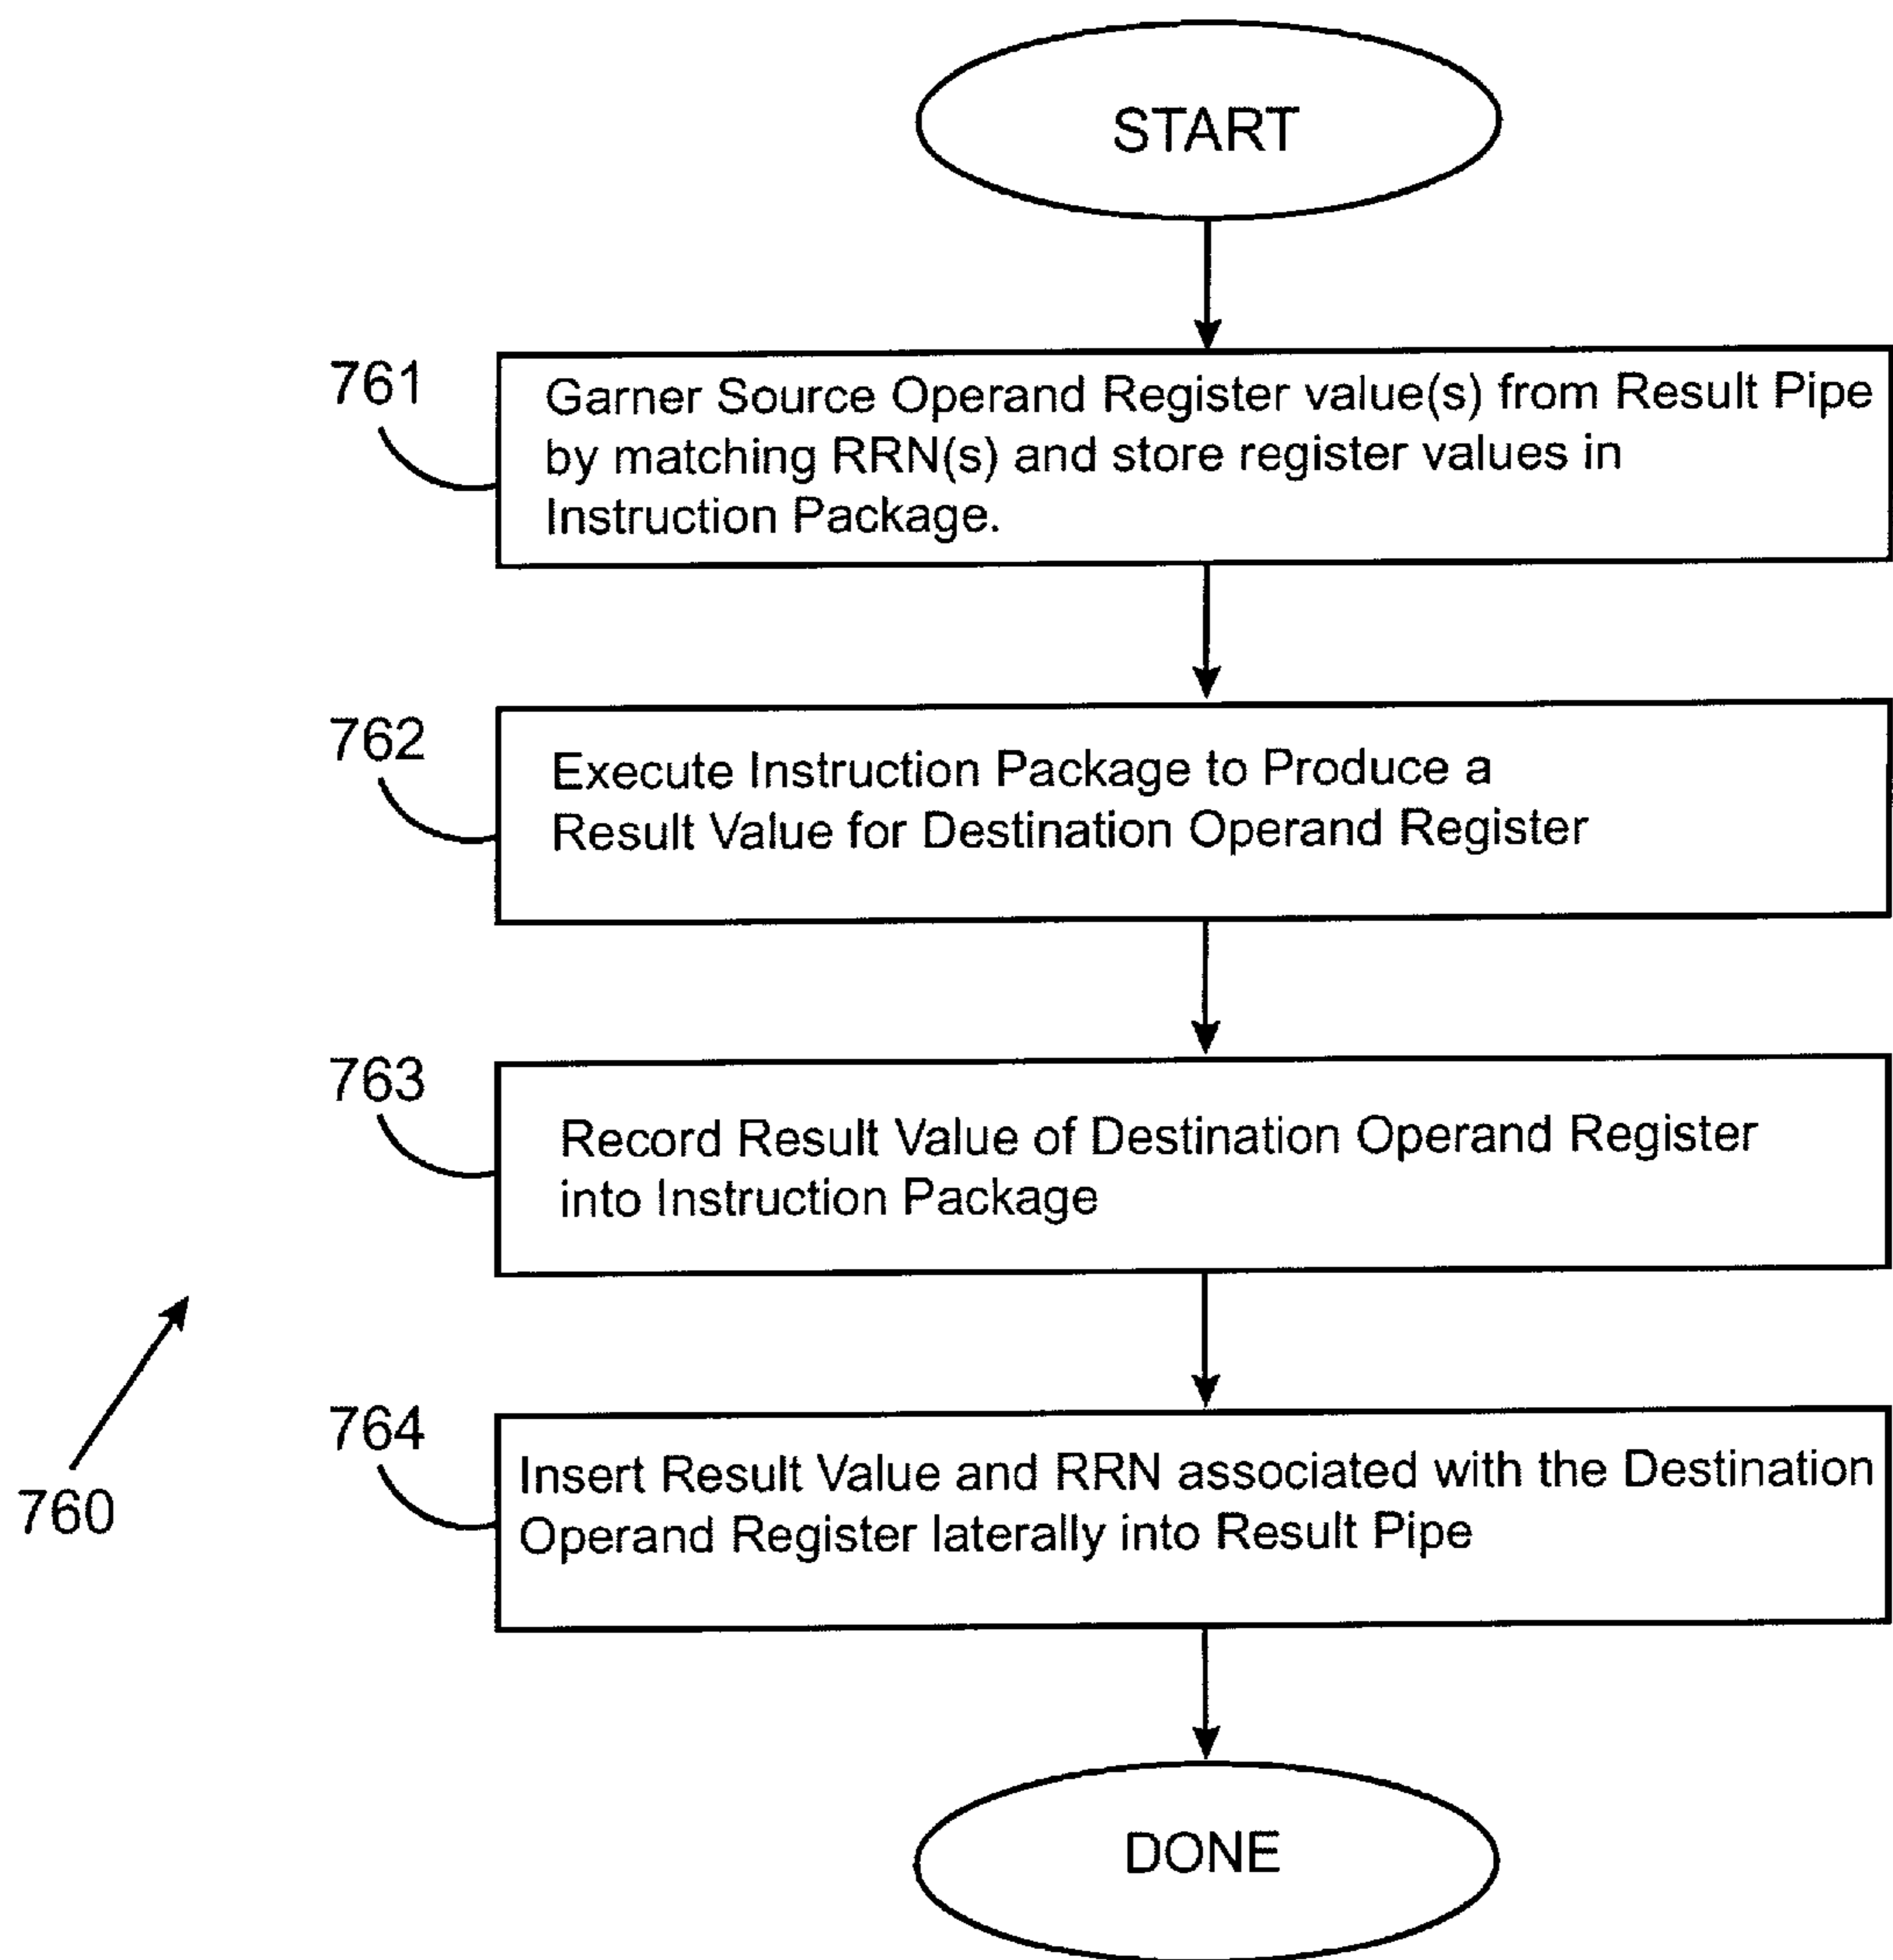 START
761
Garner Source Operand Register value(s) from Result Pipe
by matching RRN(s) and store register values in
Instruction Package.
762
Execute Instruction Package to Produce a
Result Value for Destination Operand Register
763
Record Result Value of Destination Operand Register
into Instruction Package
764
Insert Result Value and RRN associated with the Destination
Operand Register laterally into Result Pipe
760
DONE